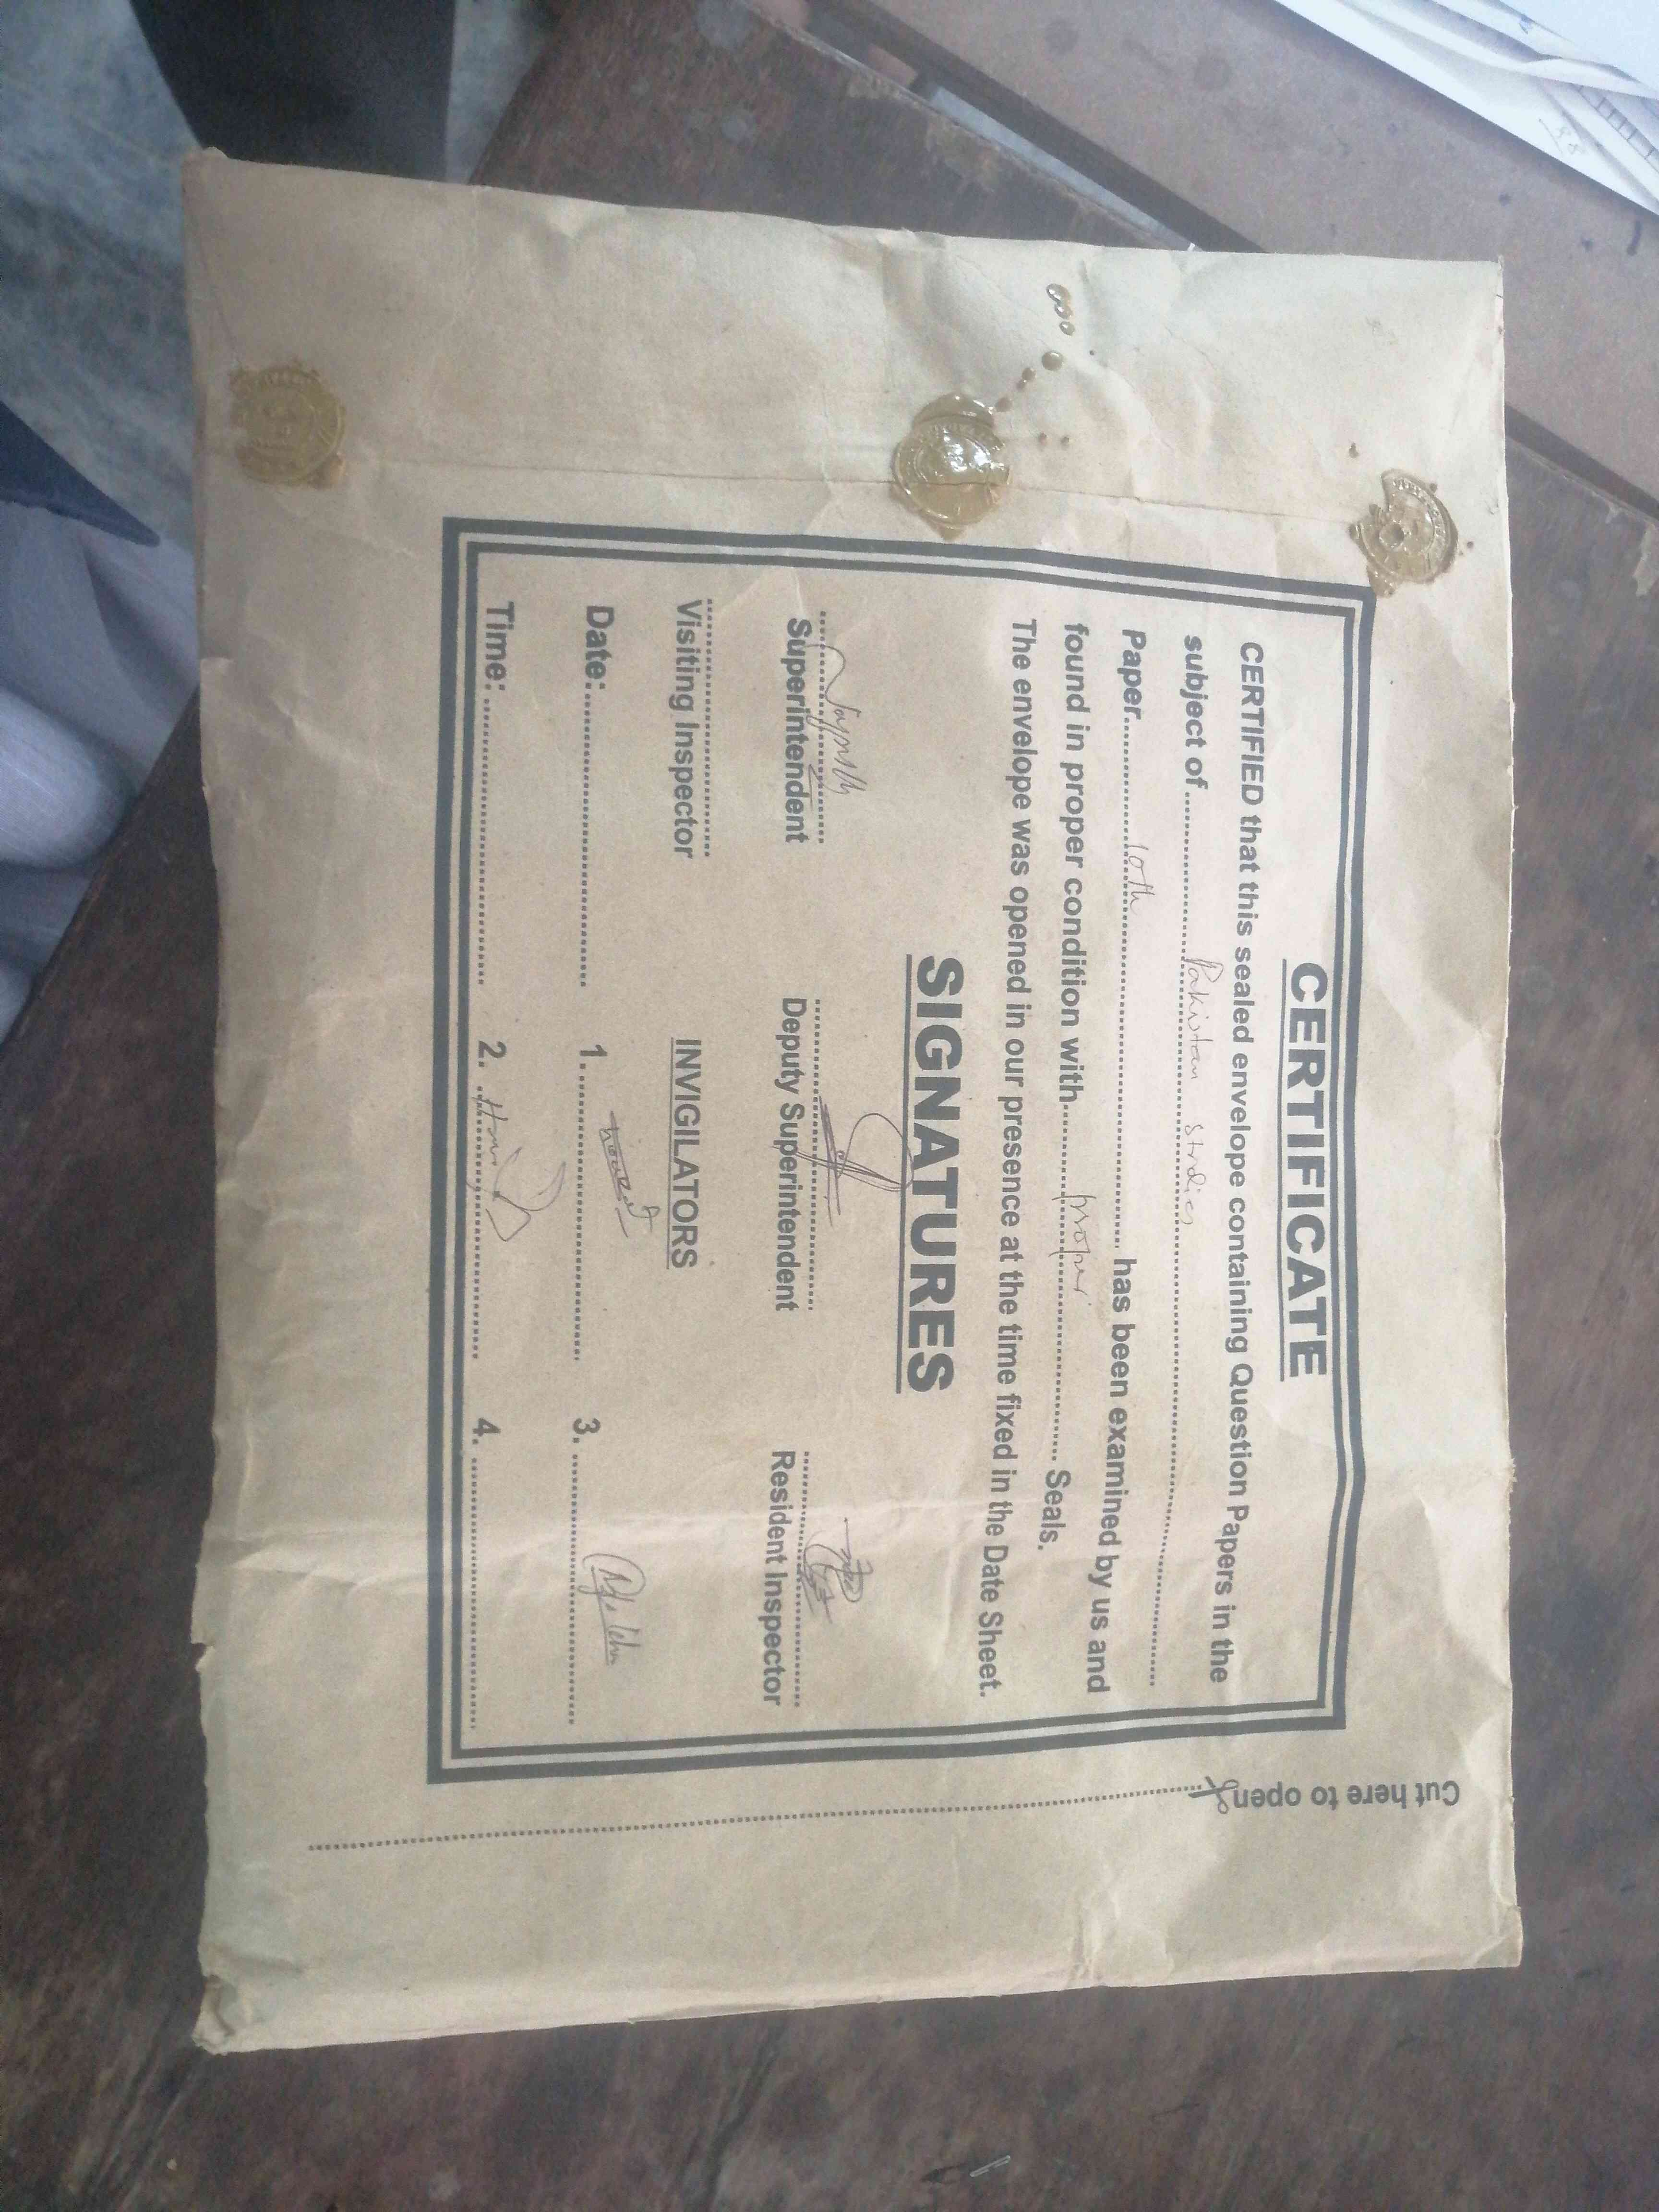 CERTIFICATE
CERTIFIED that this sealed envelope containing Question Papers in the
subject of Pakistan Studies
Paper 10th has been examined by us and
found in proper condition with proper Seals.
The envelope was opened in our presence at the time fixed in the Date Sheet.
SIGNATURES
Superintendent Deputy Superintendent Resident Inspector
Visiting Inspector INVIGILATORS
Date: 1. 3.
Time: 2. 4.
Cut here to open